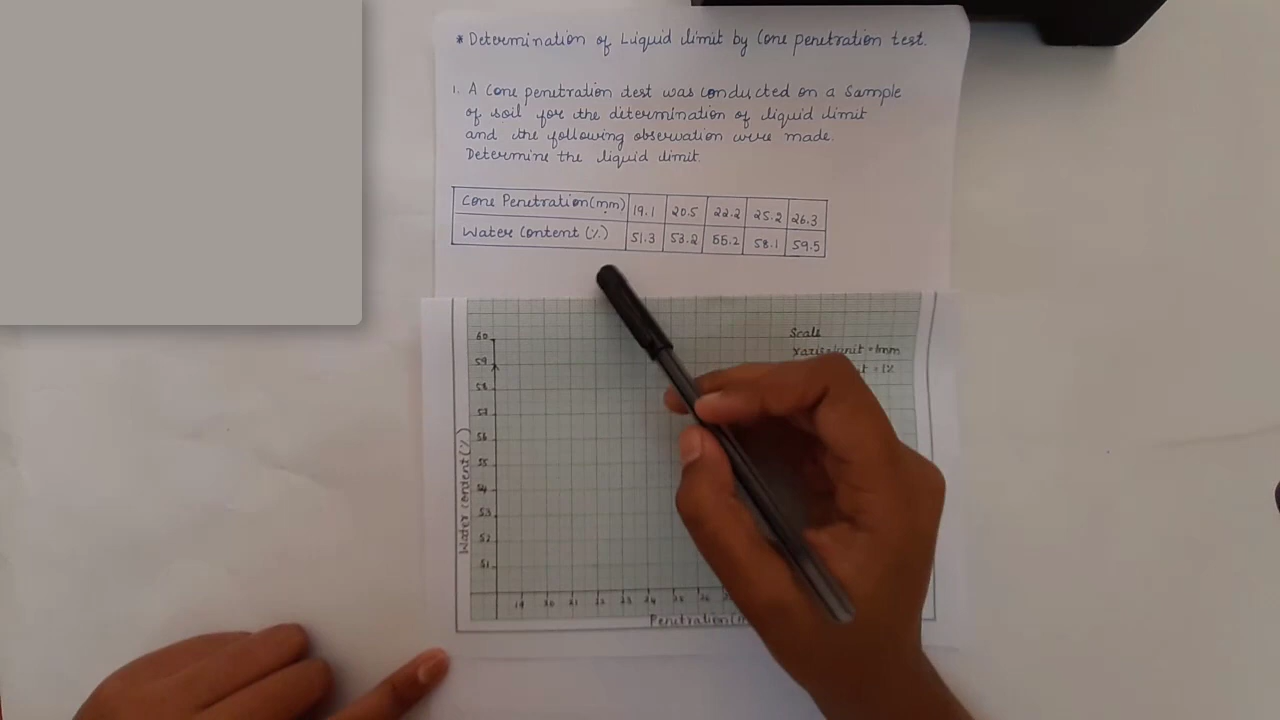 * Determination of Liquid limit by Cone penetration test.
1. A Cone penetration test was conducted on a Sample
of soil for the determination of liquid limit
and the following observation were made.
Determine the liquid limit.
Cone Penetration(mm) 19.1 20.5 22.2 25.2 26.3
Water Content (%) 51.3 53.2 55.2 58.1 59.5
Scale
xaxis=1unit =1mm
=1%
60
59
58
57
56
55
54
53
52
51
Water content(%)
19 20 21 22 23 24 25 26
Penetration